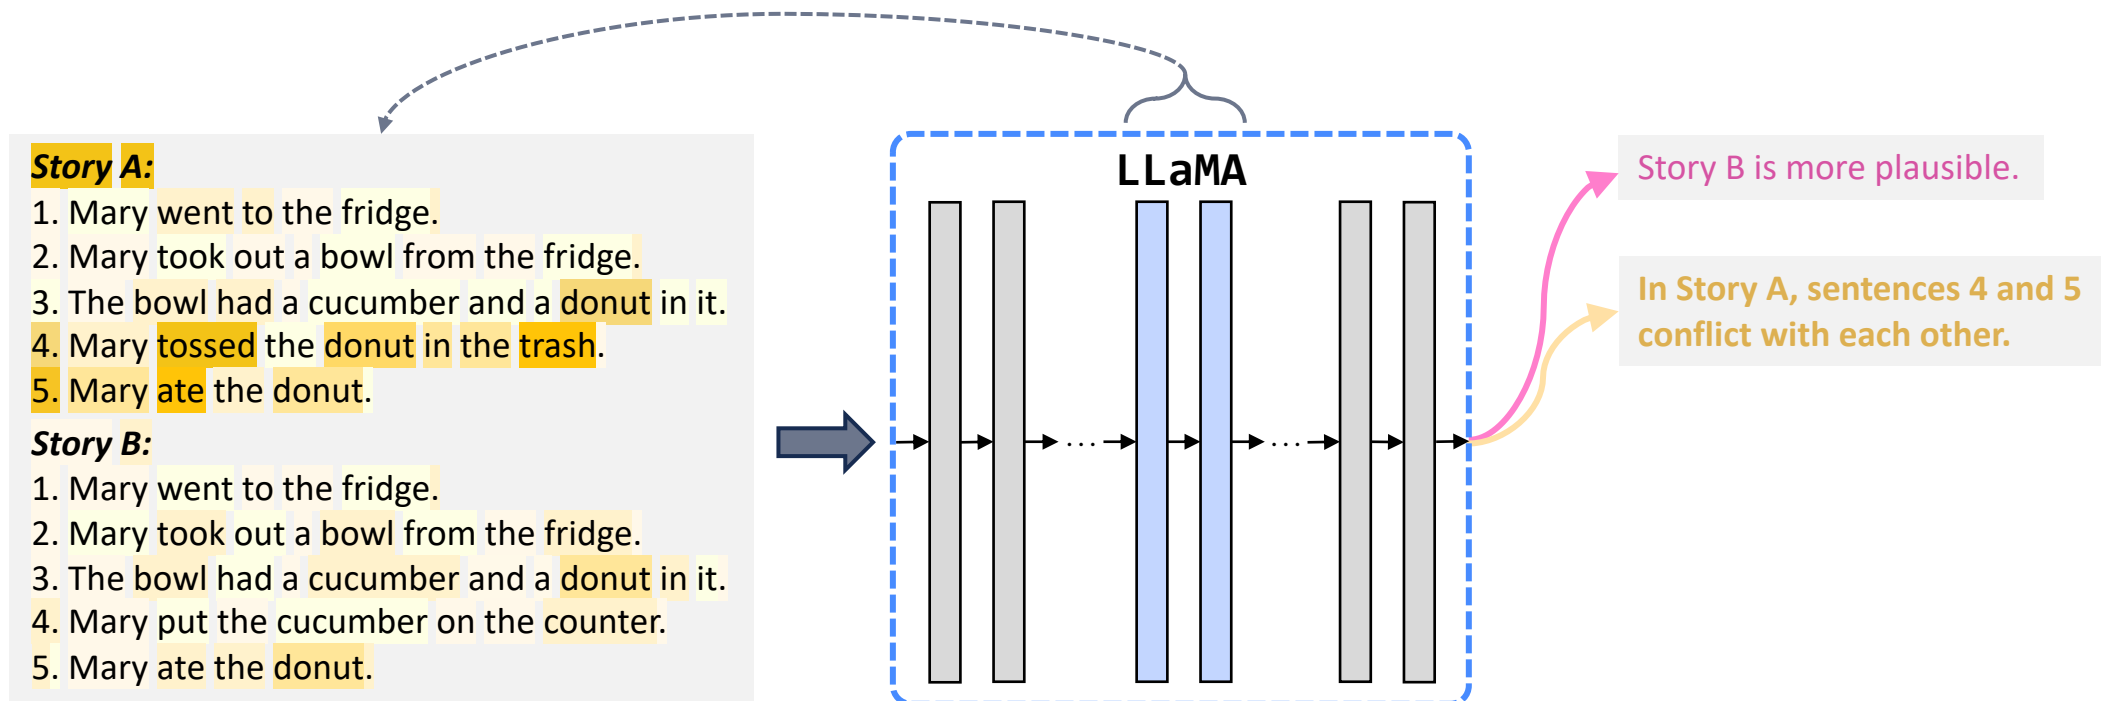 Story A:
1. Mary went to the fridge.
2. Mary took out a bowl from the fridge.
3. The bowl had a cucumber and a donut in it.
4. Mary tossed the donut in the trash.
5. Mary ate the donut.
Story B:
1. Mary went to the fridge.
2. Mary took out a bowl from the fridge.
3. The bowl had a cucumber and a donut in it.
4. Mary put the cucumber on the counter.
5. Mary ate the donut.
LLaMA
...
...
Story B is more plausible.
In Story A, sentences 4 and 5
conflict with each other.